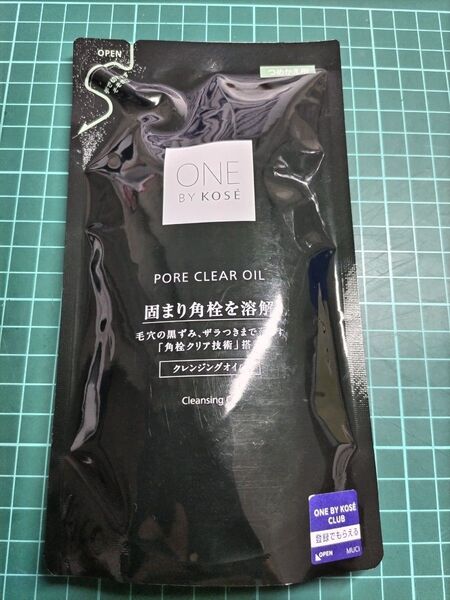 OPEN
つめかえ用
ONE
BY KOSÉ
PORE CLEAR OIL
固まり角栓を溶解
毛穴の黒ずみ、ザラつきまで
「角栓クリア技術」搭
クレンジングオイル
Cleansing
ONE BY KOSÉ
CLUB
登録でもらえる
OPEN
MUCI